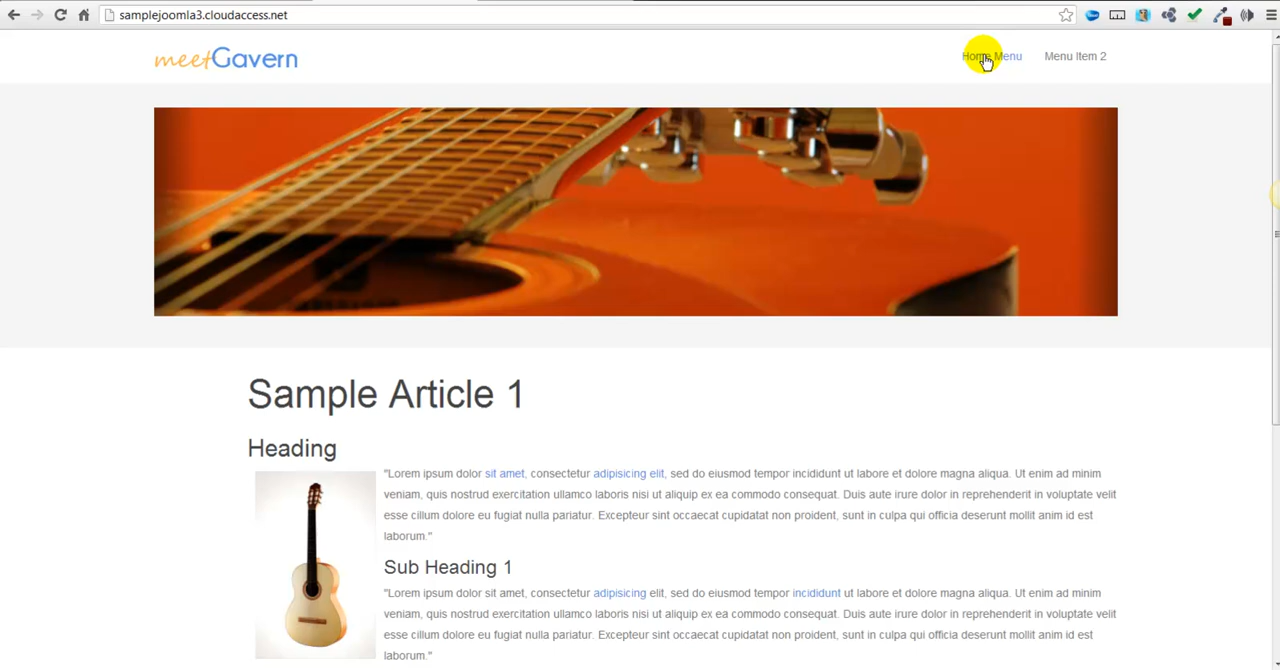 samplejoomla3.cloudaccess.net
meetGavern
Home Menu Menu Item 2
Sample Article 1
Heading
"Lorem ipsum dolor sit amet, consectetur adipisicing elit, sed do eiusmod tempor incididunt ut labore et dolore magna aliqua. Ut enim ad minim
veniam, quis nostrud exercitation ullamco laboris nisi ut aliquip ex ea commodo consequat. Duis aute irure dolor in reprehenderit in voluptate velit
esse cillum dolore eu fugiat nulla pariatur. Excepteur sint occaecat cupidatat non proident, sunt in culpa qui officia deserunt mollit anim id est
laborum."
Sub Heading 1
"Lorem ipsum dolor sit amet, consectetur adipisicing elit, sed do eiusmod tempor incididunt ut labore et dolore magna aliqua. Ut enim ad minim
veniam, quis nostrud exercitation ullamco laboris nisi ut aliquip ex ea commodo consequat. Duis aute irure dolor in reprehenderit in voluptate velit
esse cillum dolore eu fugiat nulla pariatur. Excepteur sint occaecat cupidatat non proident, sunt in culpa qui officia deserunt mollit anim id est
laborum."